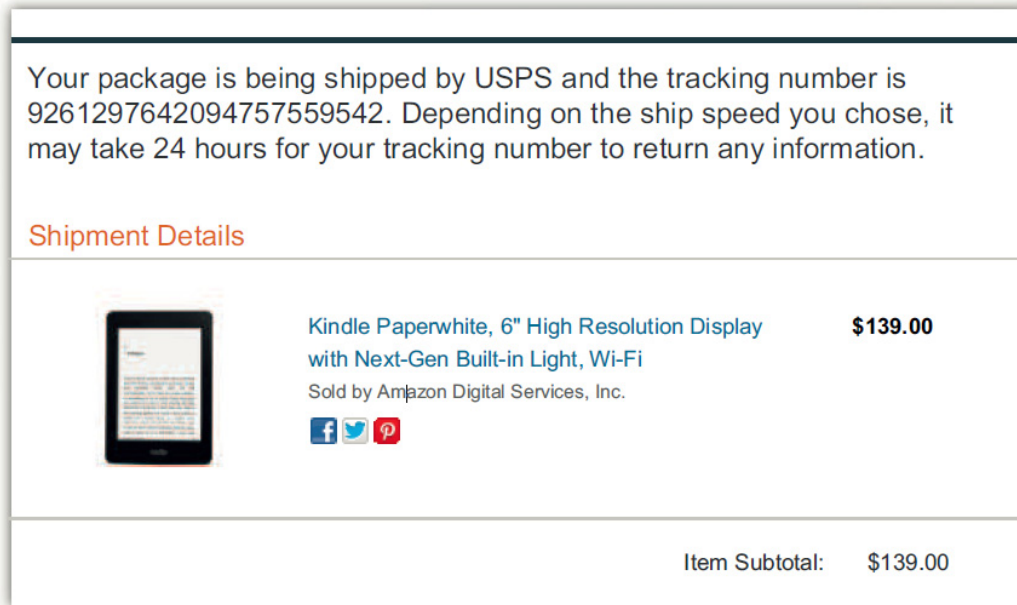 Your package is being shipped by USPS and the tracking number is
9261297642094757559542. Depending on the ship speed you chose, it
may take 24 hours for your tracking number to return any information.
Shipment Details
Kindle Paperwhite, 6" High Resolution Display
with Next-Gen Built-in Light, Wi-Fi
$139.00
Sold by Amazon Digital Services, Inc.
Item Subtotal: $139.00